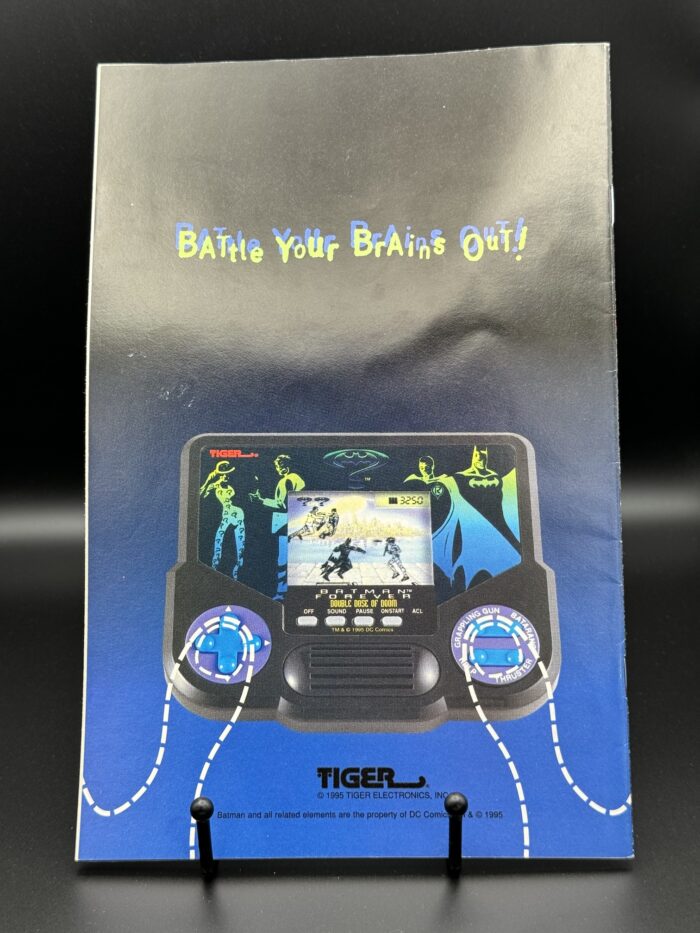 BATtle YOur BrAins OuT!
TIGER
3250
BATMAN™
FOREVER
DOUBLE DOSE OF DOOM
OFF SOUND PAUSE ON/START ACL
TM & © 1995 DC Comics
GRAPPLING GUN
BATARANG
THRUSTER
TIGER
© 1995 TIGER ELECTRONICS, INC.
Batman and all related elements are the property of DC Comics & © 1995